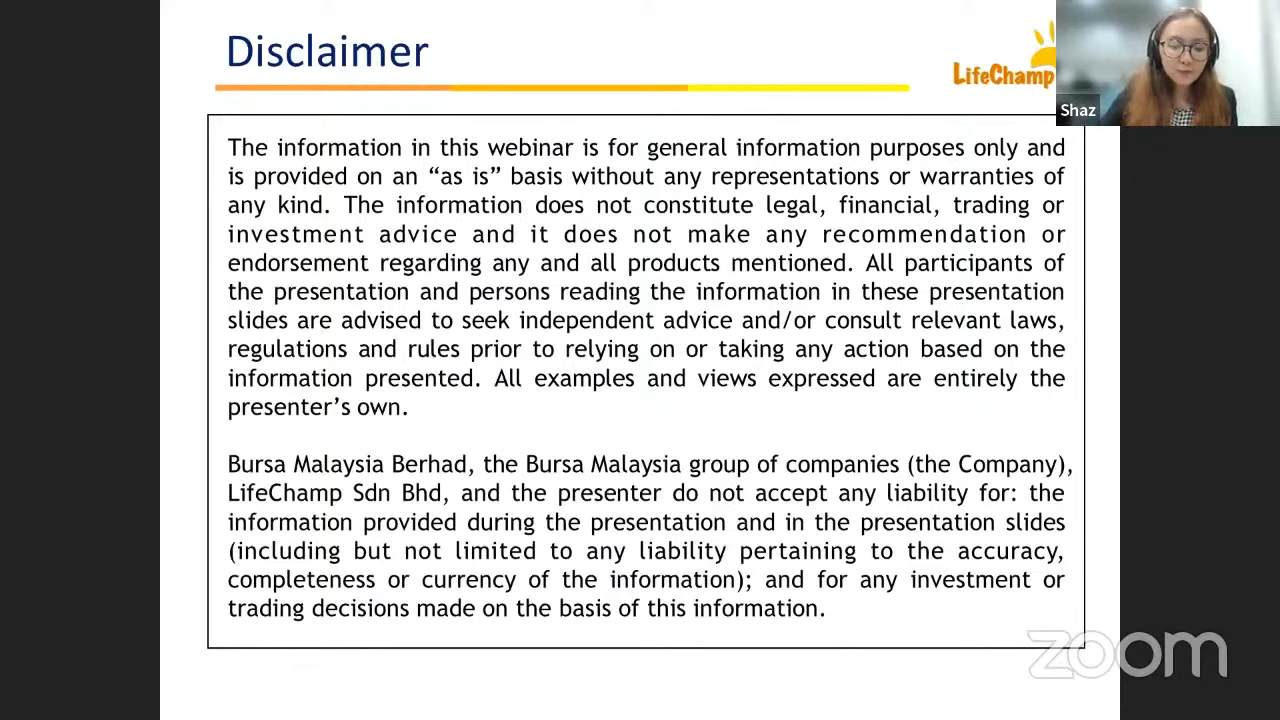 Disclaimer
LifeChamp
Shaz
The information in this webinar is for general information purposes only and
is provided on an “as is” basis without any representations or warranties of
any kind. The information does not constitute legal, financial, trading or
investment advice and it does not make any recommendation or
endorsement regarding any and all products mentioned. All participants of
the presentation and persons reading the information in these presentation
slides are advised to seek independent advice and/or consult relevant laws,
regulations and rules prior to relying on or taking any action based on the
information presented. All examples and views expressed are entirely the
presenter’s own.
Bursa Malaysia Berhad, the Bursa Malaysia group of companies (the Company),
LifeChamp Sdn Bhd, and the presenter do not accept any liability for: the
information provided during the presentation and in the presentation slides
(including but not limited to any liability pertaining to the accuracy,
completeness or currency of the information); and for any investment or
trading decisions made on the basis of this information.
zoom